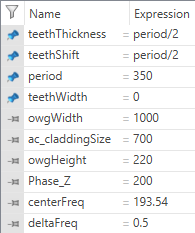 Name Expression
teethThickness = period/2
teethShift = period/2
period = 350
teethWidth = 0
owgWidth = 1000
ac_claddingSize = 700
owgHeight = 220
Phase_Z = 200
centerFreq = 193.54
deltaFreq = 0.5